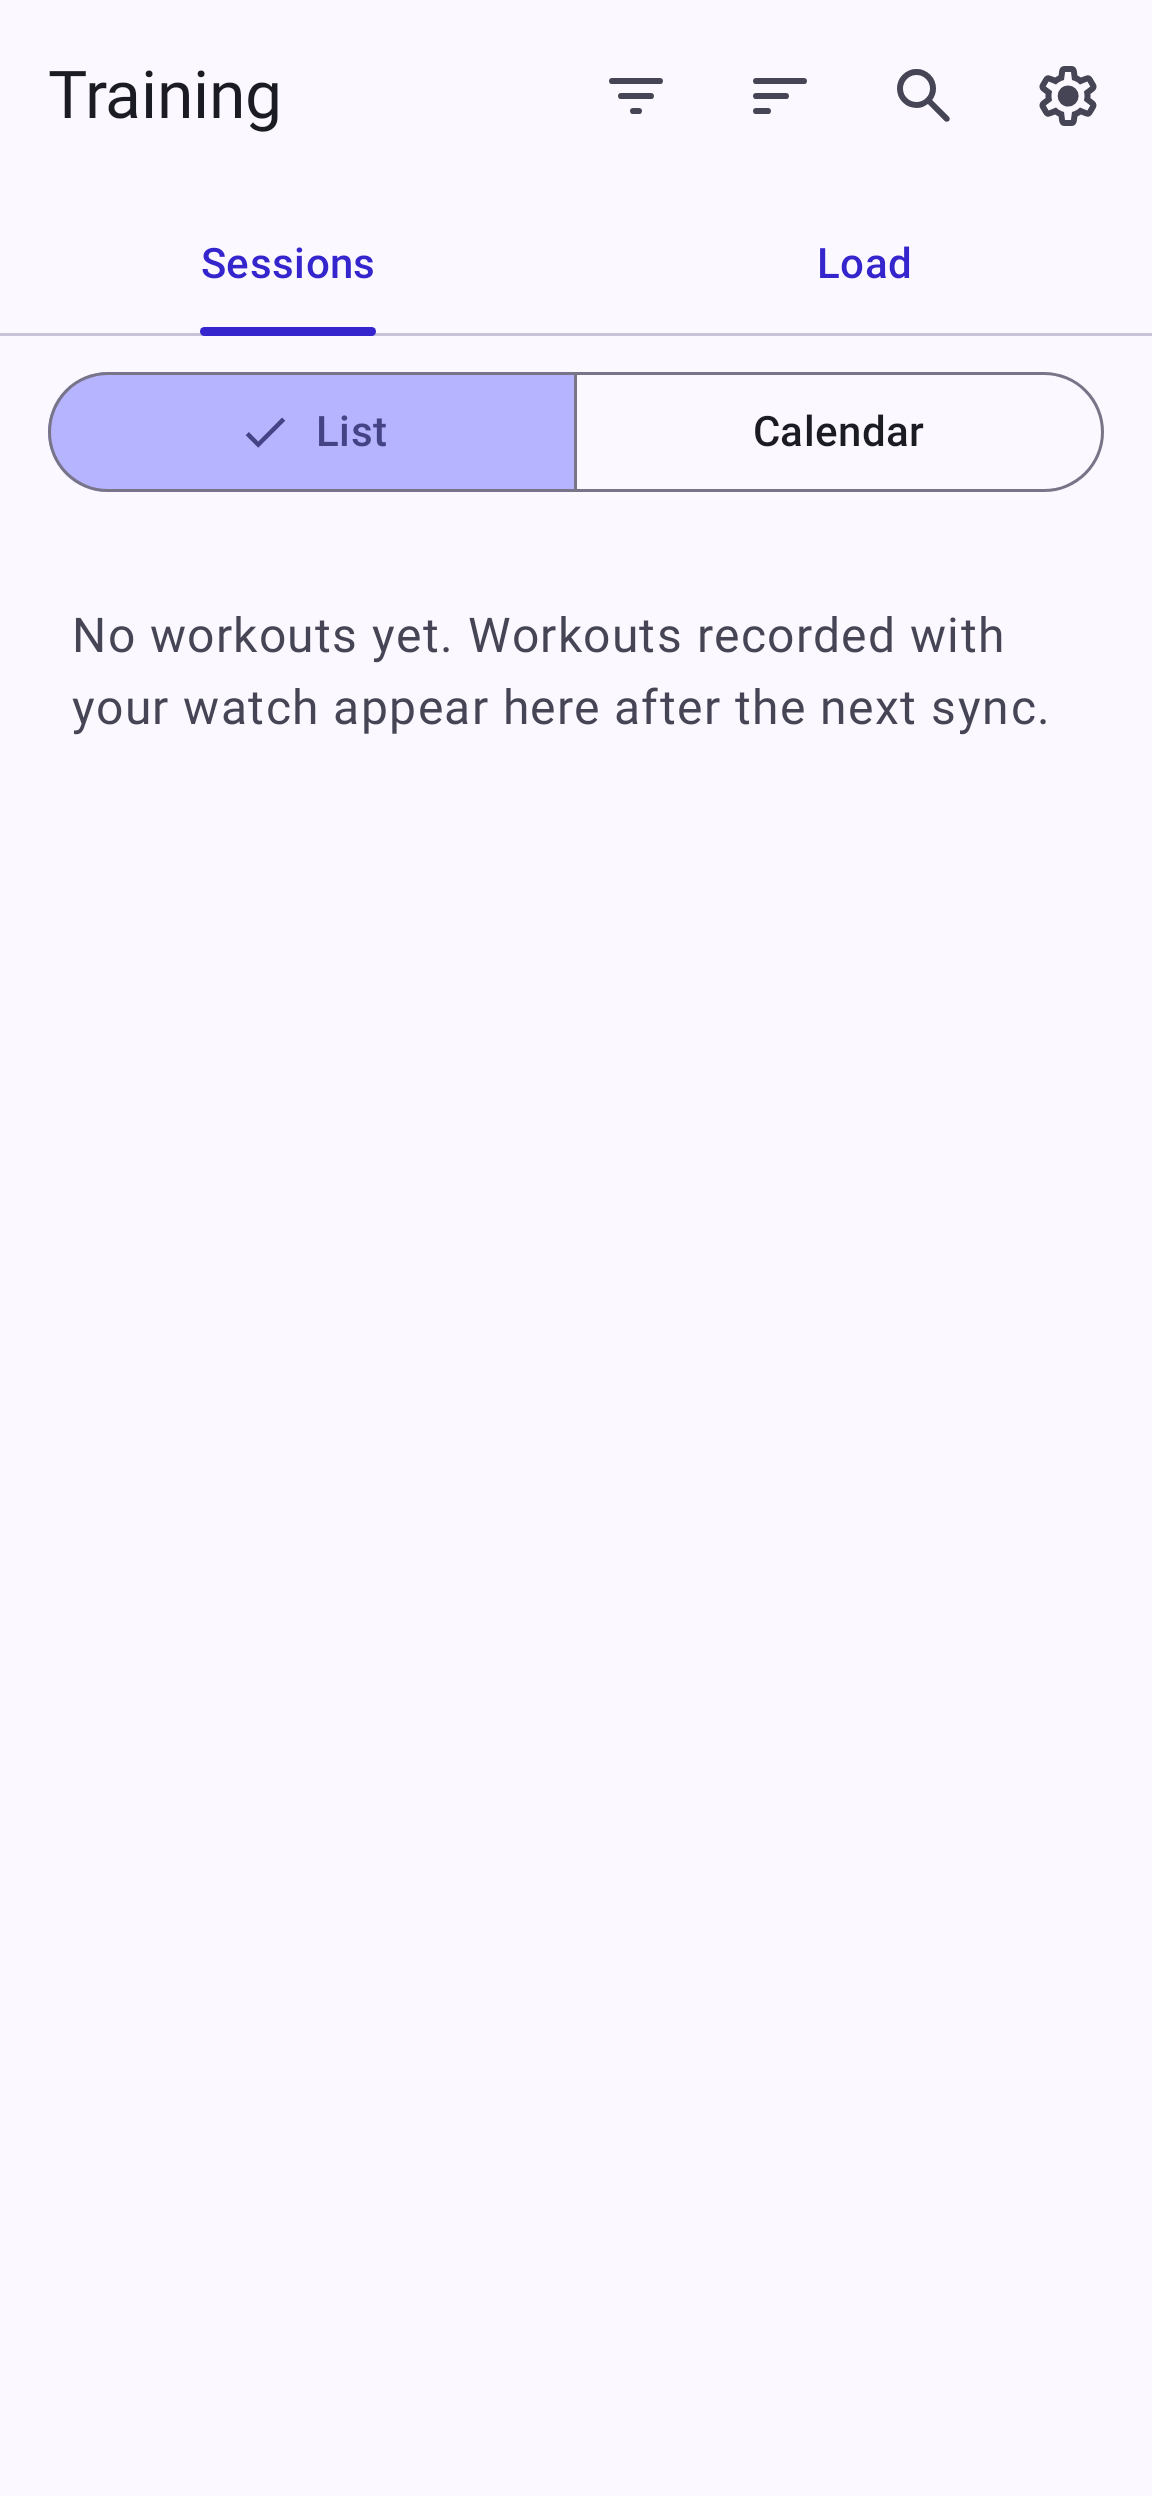 Training
Sessions
Load
List
Calendar
No workouts yet. Workouts recorded with
your watch appear here after the next sync.